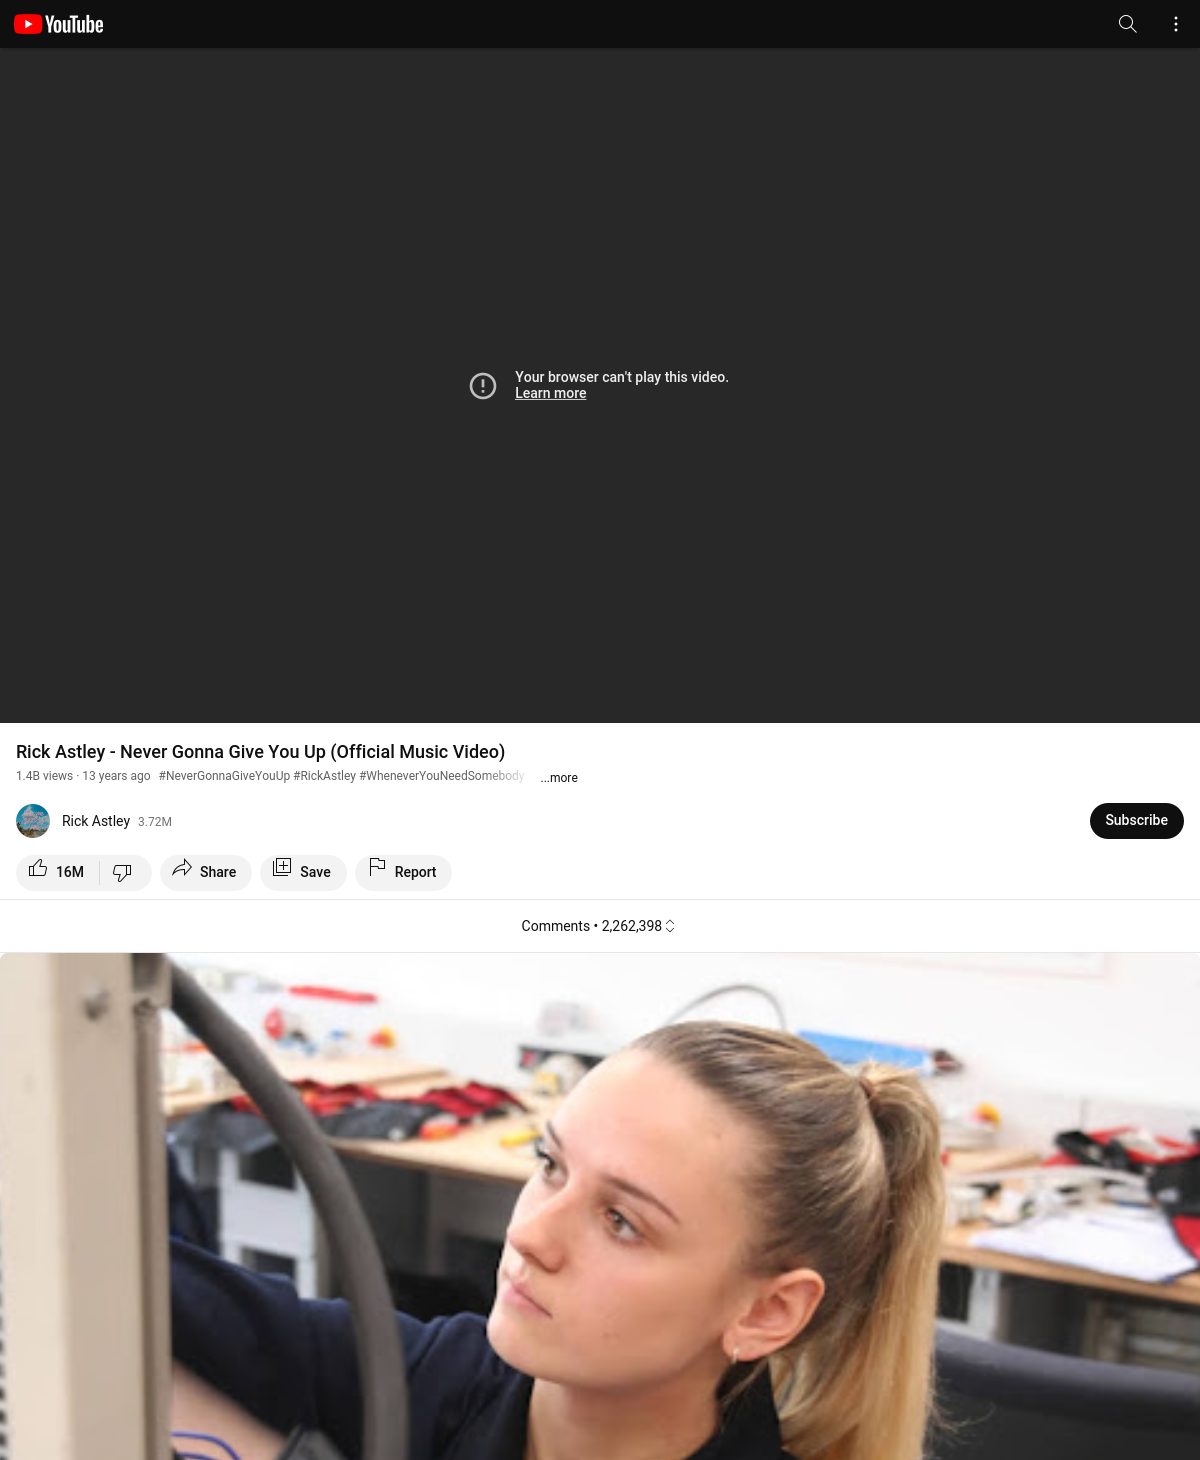 YouTube
Your browser can't play this video.
Learn more
Rick Astley - Never Gonna Give You Up (Official Music Video)
1.4B views · 13 years ago #NeverGonnaGiveYouUp #RickAstley #WheneverYouNeedSomebody ...more
Rick Astley 3.72M
Subscribe
16M Share Save Report
Comments • 2,262,398